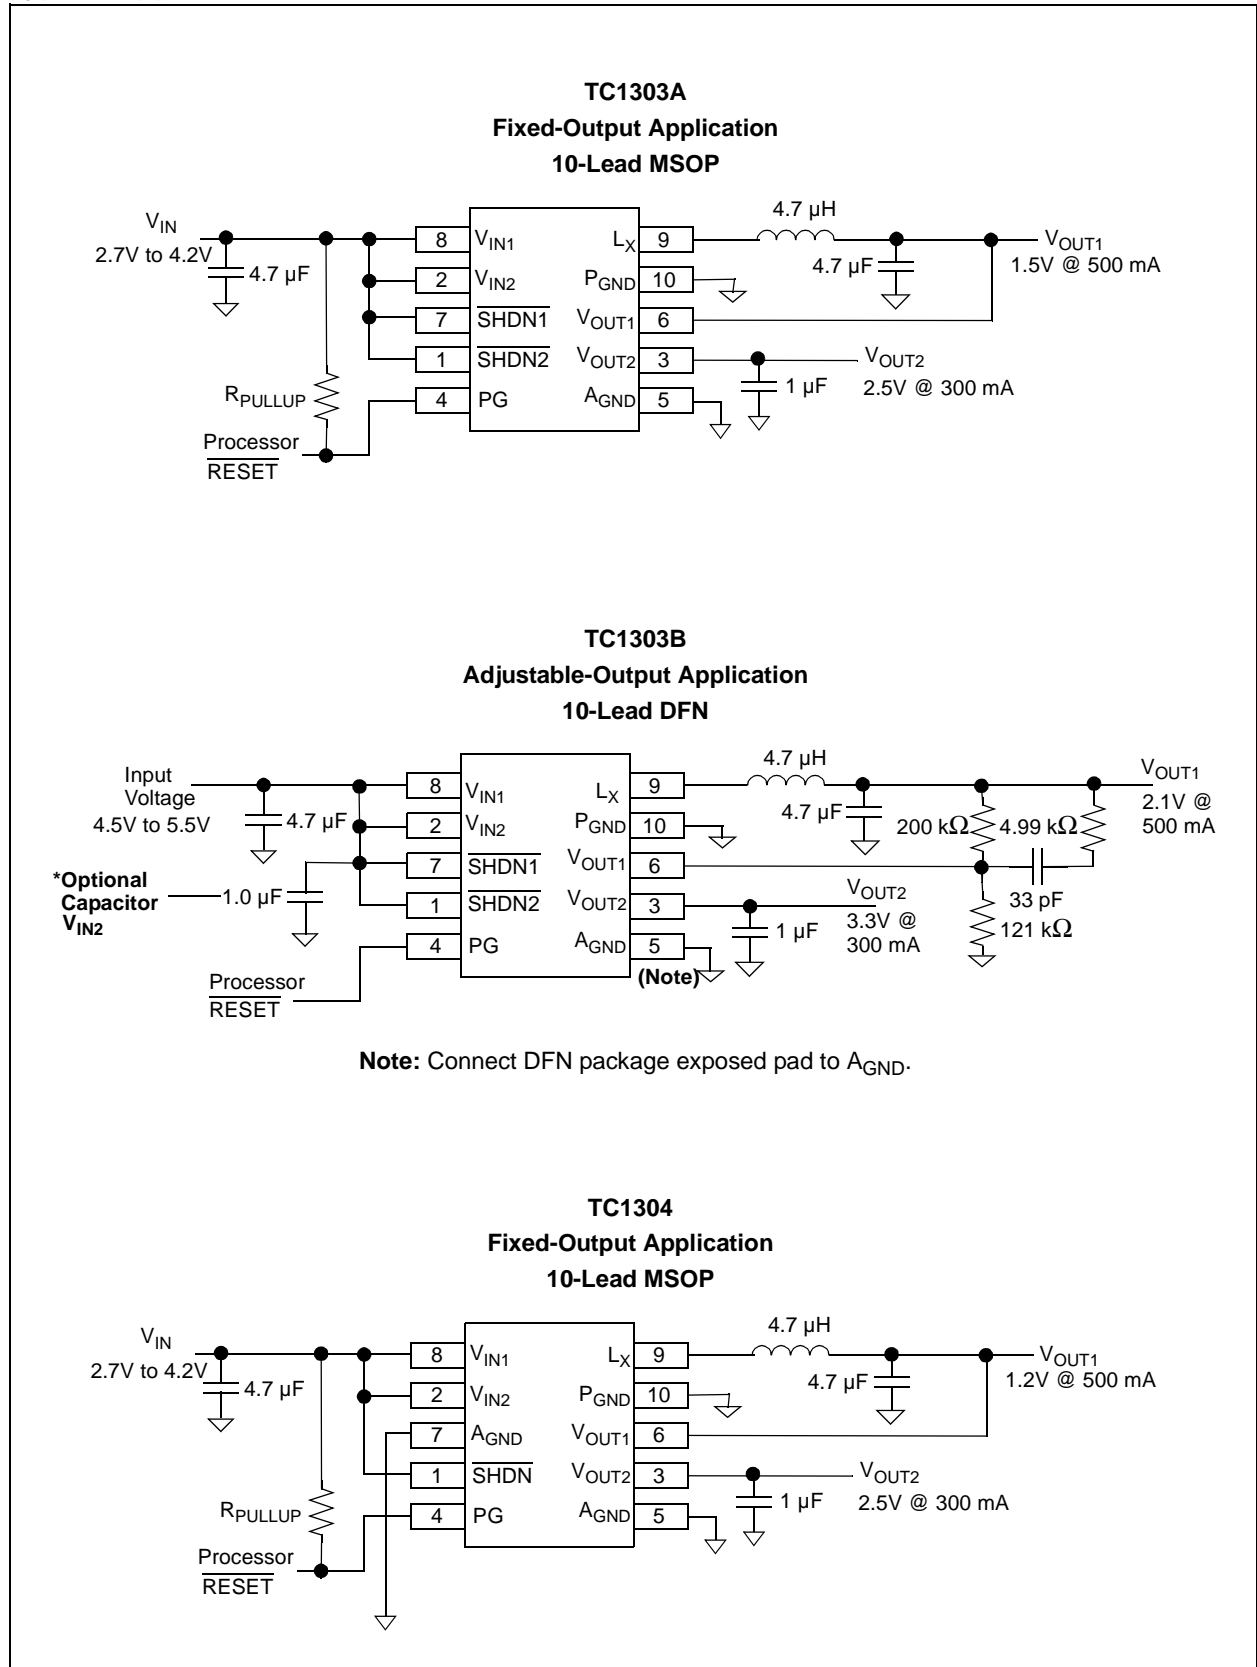 TC1303A
Fixed-Output Application
10-Lead MSOP
VIN
2.7V to 4.2V
4.7 µF
RPULLUP
Processor
RESET
8 VIN1
2 VIN2
7 SHDN1
1 SHDN2
4 PG
LX 9
PGND 10
VOUT1 6
VOUT2 3
AGND 5
4.7 µH
4.7 µF
VOUT1
1.5V @ 500 mA
1 µF
VOUT2
2.5V @ 300 mA
TC1303B
Adjustable-Output Application
10-Lead DFN
Input
Voltage
4.5V to 5.5V
4.7 µF
*Optional
Capacitor
VIN2
1.0 µF
Processor
RESET
8 VIN1
2 VIN2
7 SHDN1
1 SHDN2
4 PG
LX 9
PGND 10
VOUT1 6
VOUT2 3
AGND 5
(Note)
4.7 µH
4.7 µF
200 kΩ
4.99 kΩ
33 pF
121 kΩ
VOUT1
2.1V @
500 mA
1 µF
VOUT2
3.3V @
300 mA
Note: Connect DFN package exposed pad to AGND.
TC1304
Fixed-Output Application
10-Lead MSOP
VIN
2.7V to 4.2V
4.7 µF
RPULLUP
Processor
RESET
8 VIN1
2 VIN2
7 AGND
1 SHDN
4 PG
LX 9
PGND 10
VOUT1 6
VOUT2 3
AGND 5
4.7 µH
4.7 µF
VOUT1
1.2V @ 500 mA
1 µF
VOUT2
2.5V @ 300 mA